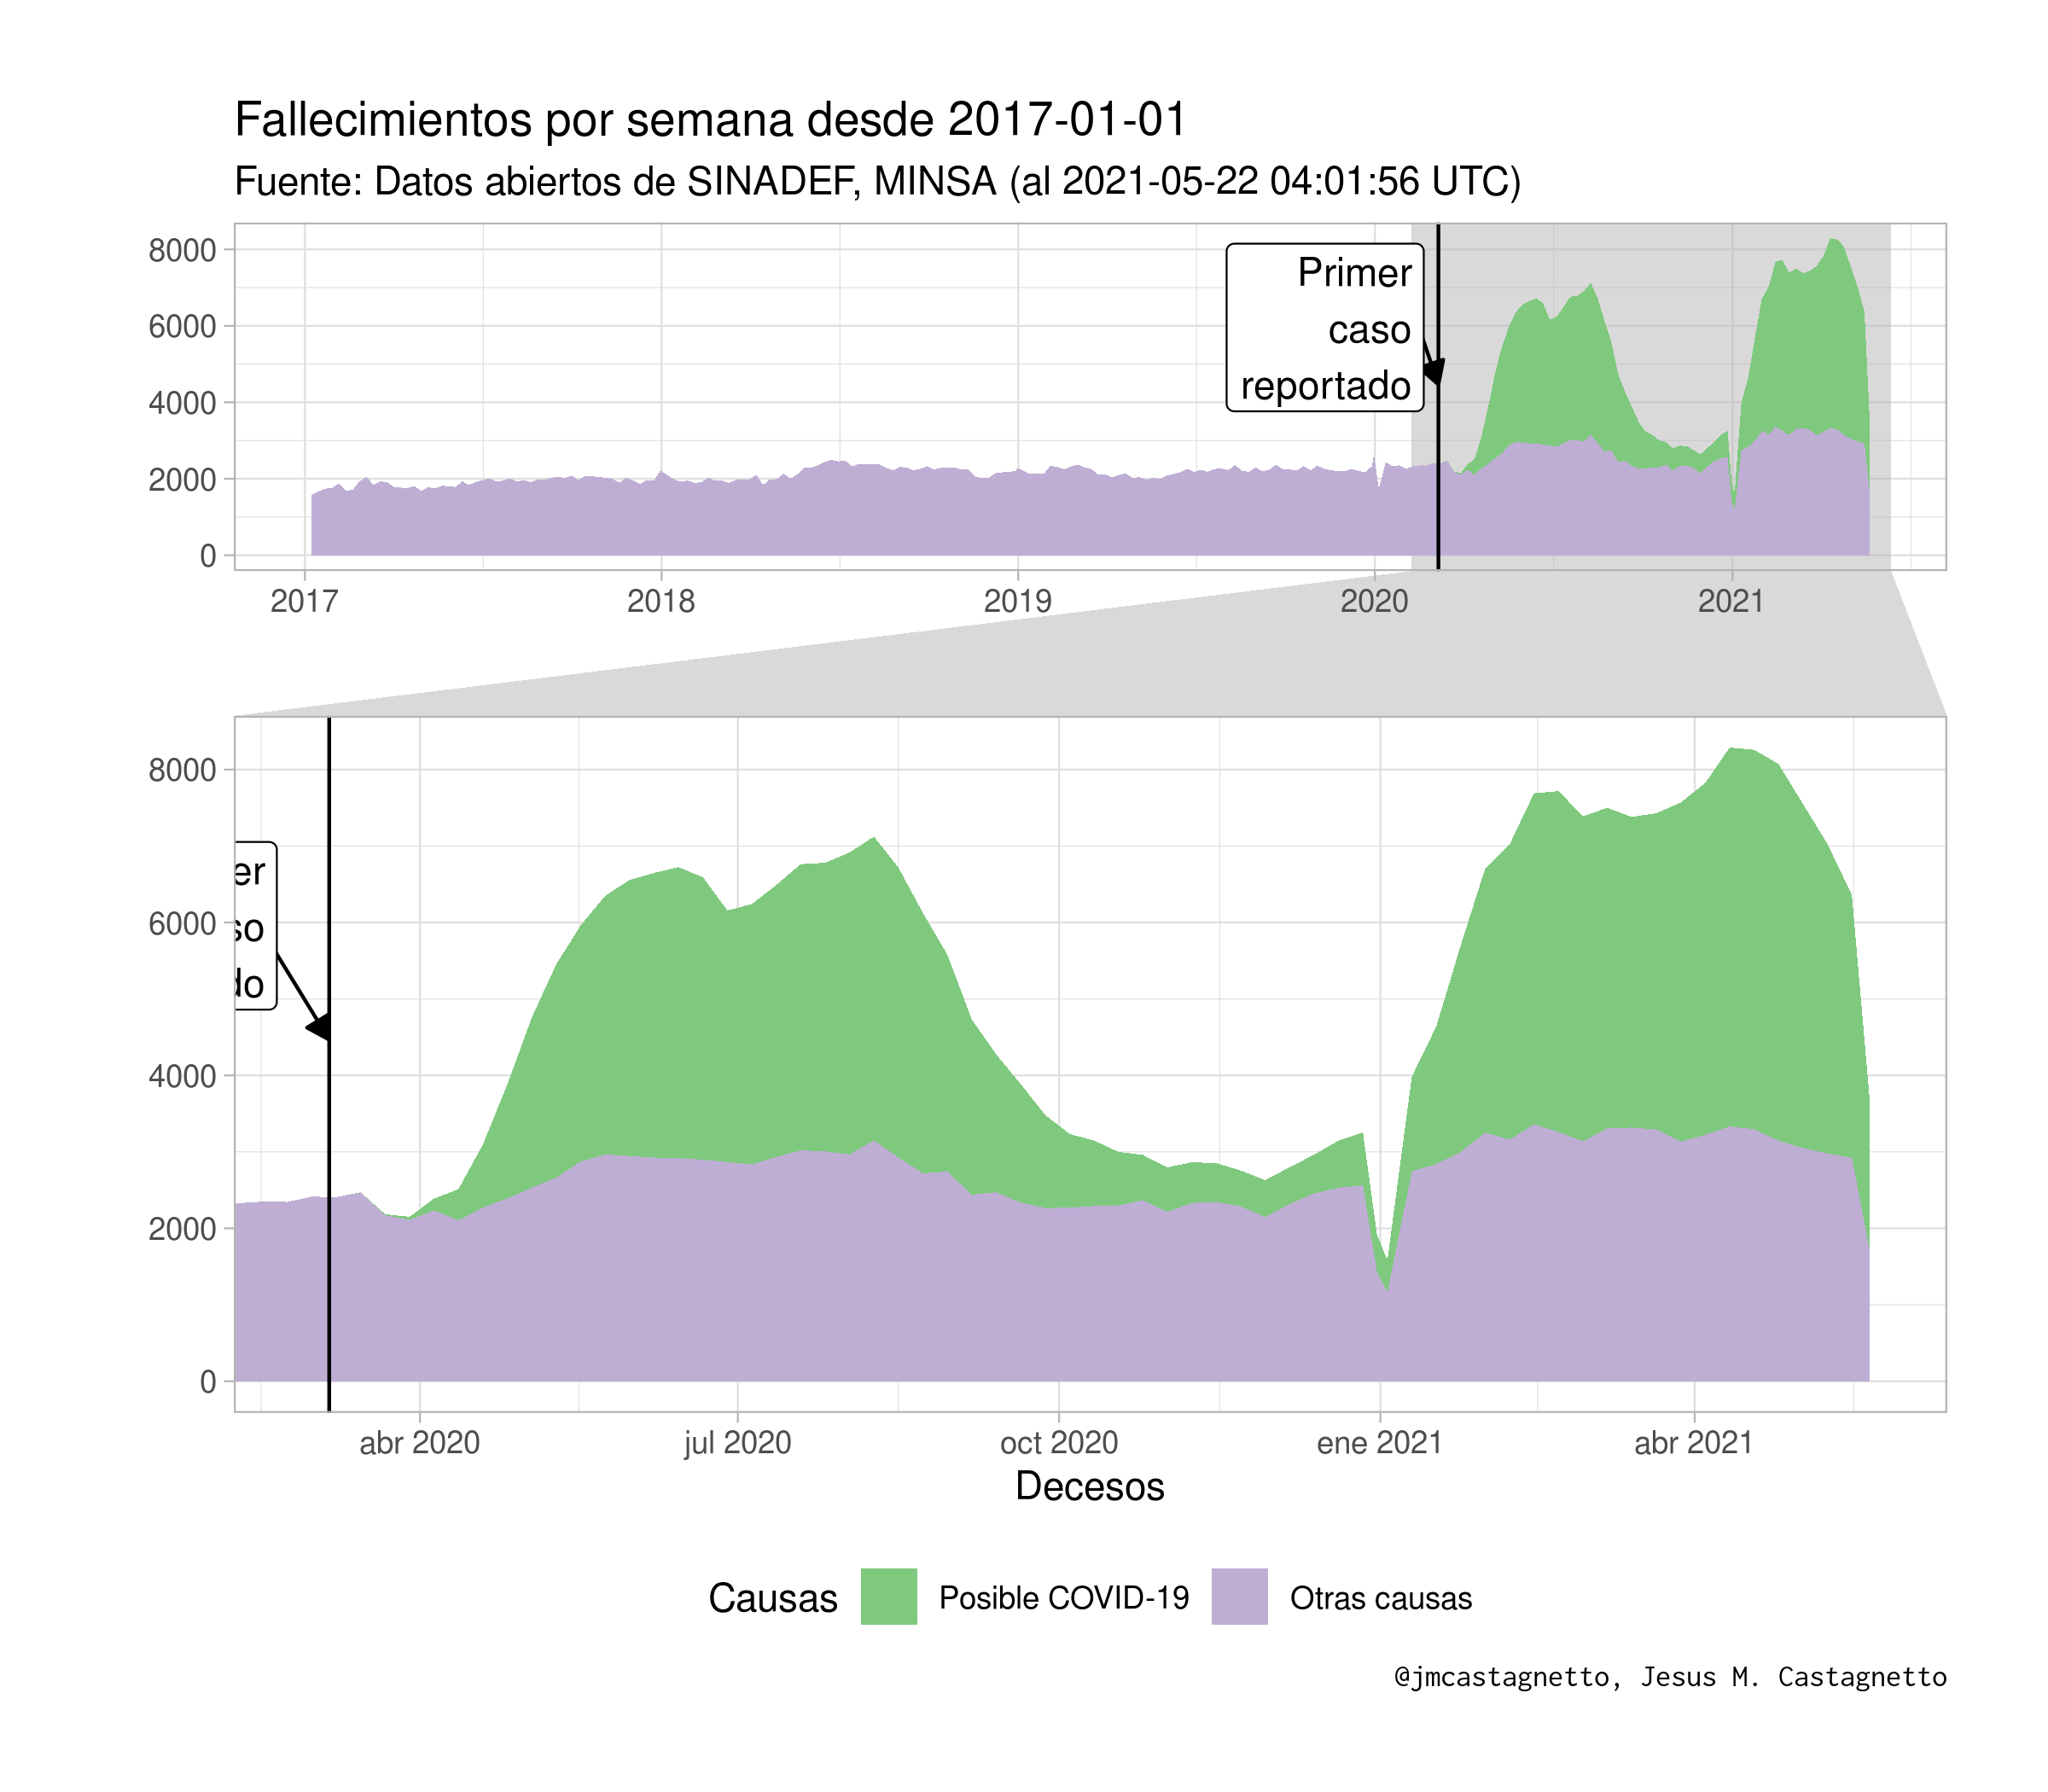 Fallecimientos por semana desde 2017-01-01
Fuente: Datos abiertos de SINADEF, MINSA (al 2021-05-22 04:01:56 UTC)
8000
6000
4000
2000
0
Primer
caso
reportado
2017 2018 2019 2020 2021
8000
6000
4000
2000
0
er
so
do
abr 2020 jul 2020 oct 2020 ene 2021 abr 2021
Decesos
Causas Posible COVID-19 Otras causas
@jmcastagnetto, Jesus M. Castagnetto